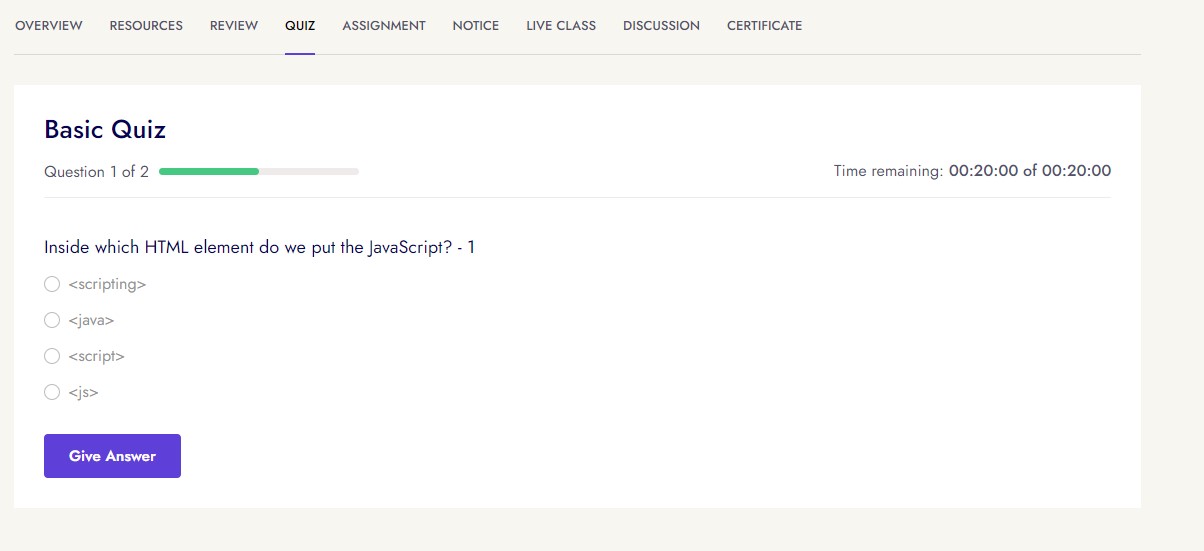 OVERVIEW RESOURCES REVIEW QUIZ ASSIGNMENT NOTICE LIVE CLASS DISCUSSION CERTIFICATE
Basic Quiz
Question 1 of 2
Time remaining: 00:20:00 of 00:20:00
Inside which HTML element do we put the JavaScript? - 1
<scripting>
<java>
<script>
<js>
Give Answer